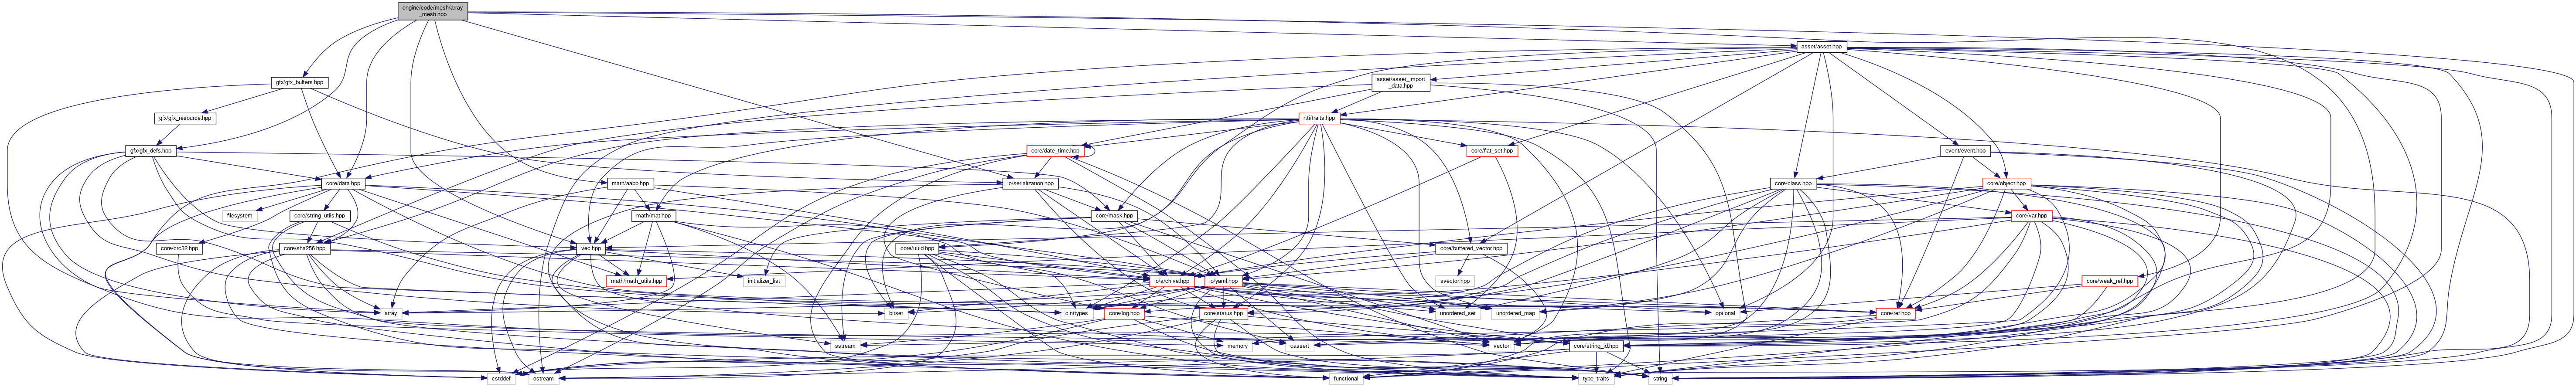 engine/code/mesh/array
_mesh.hpp
asset/asset.hpp
gfx/gfx_buffers.hpp
asset/asset_import
_data.hpp
gfx/gfx_resource.hpp
rtti/traits.hpp
gfx/gfx_defs.hpp
core/date_time.hpp
core/flat_set.hpp
event/event.hpp
core/data.hpp
math/aabb.hpp
io/serialization.hpp
core/class.hpp
core/object.hpp
filesystem
core/string_utils.hpp
math/mat.hpp
core/mask.hpp
core/var.hpp
core/crc32.hpp
core/sha256.hpp
vec.hpp
core/uuid.hpp
core/buffered_vector.hpp
math/math_utils.hpp
initializer_list
io/archive.hpp
io/yaml.hpp
svector.hpp
core/weak_ref.hpp
array
bitset
cinttypes
core/log.hpp
core/status.hpp
unordered_set
unordered_map
optional
core/ref.hpp
sstream
memory
cassert
vector
core/string_id.hpp
cstddef
ostream
functional
type_traits
string